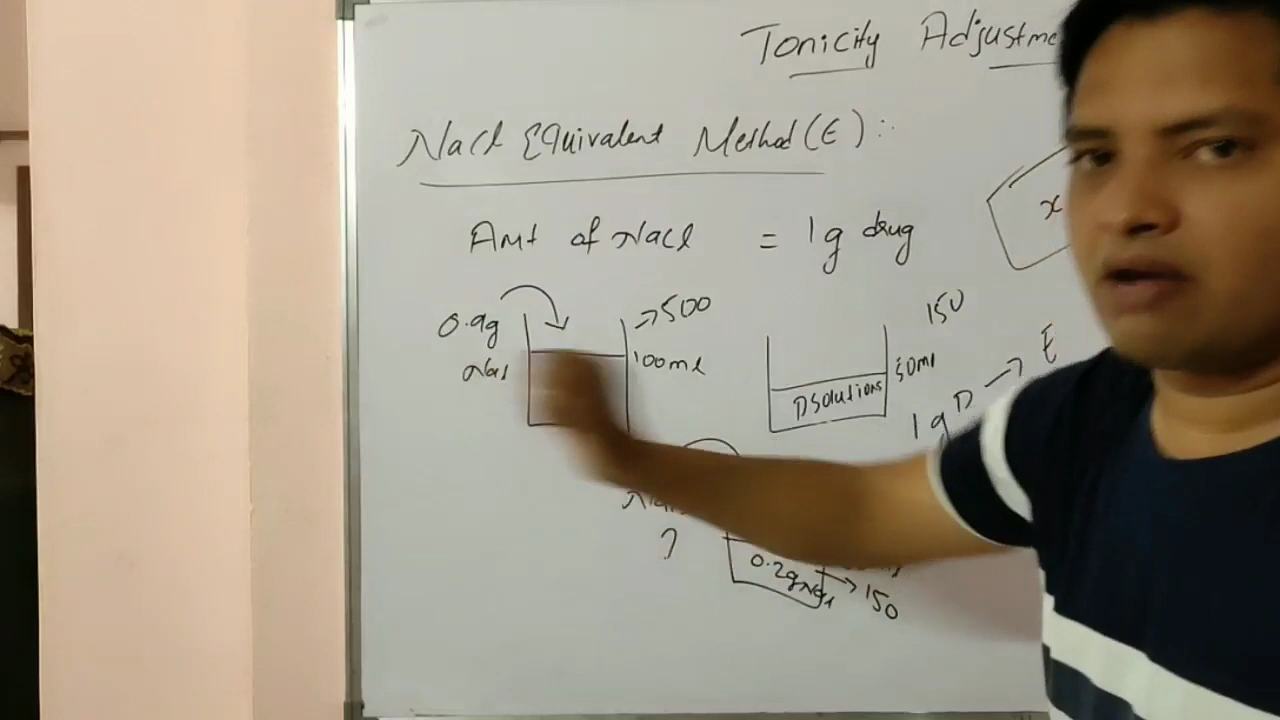 Tonicity Adjustme
NaCl Equivalent Method (E) :
Amt of NaCl = 1g drug
x
0.9g
NaCl
→500
100ml
150
50ml
D Solutions
1g D → E
?
0.2g NaCl → 150